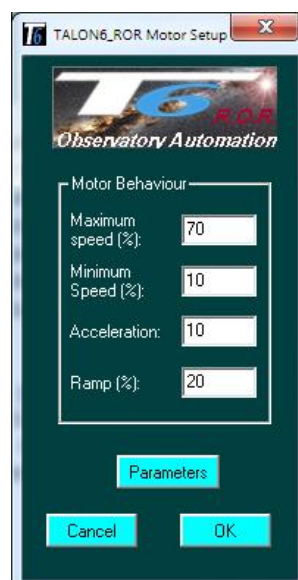 T6 TALON6_ROR Motor Setup X
T6
R.O.R.
Observatory Automation
Motor Behaviour
Maximum
speed (%): 70
Minimum
Speed (%): 10
Acceleration: 10
Ramp (%): 20
Parameters
Cancel OK